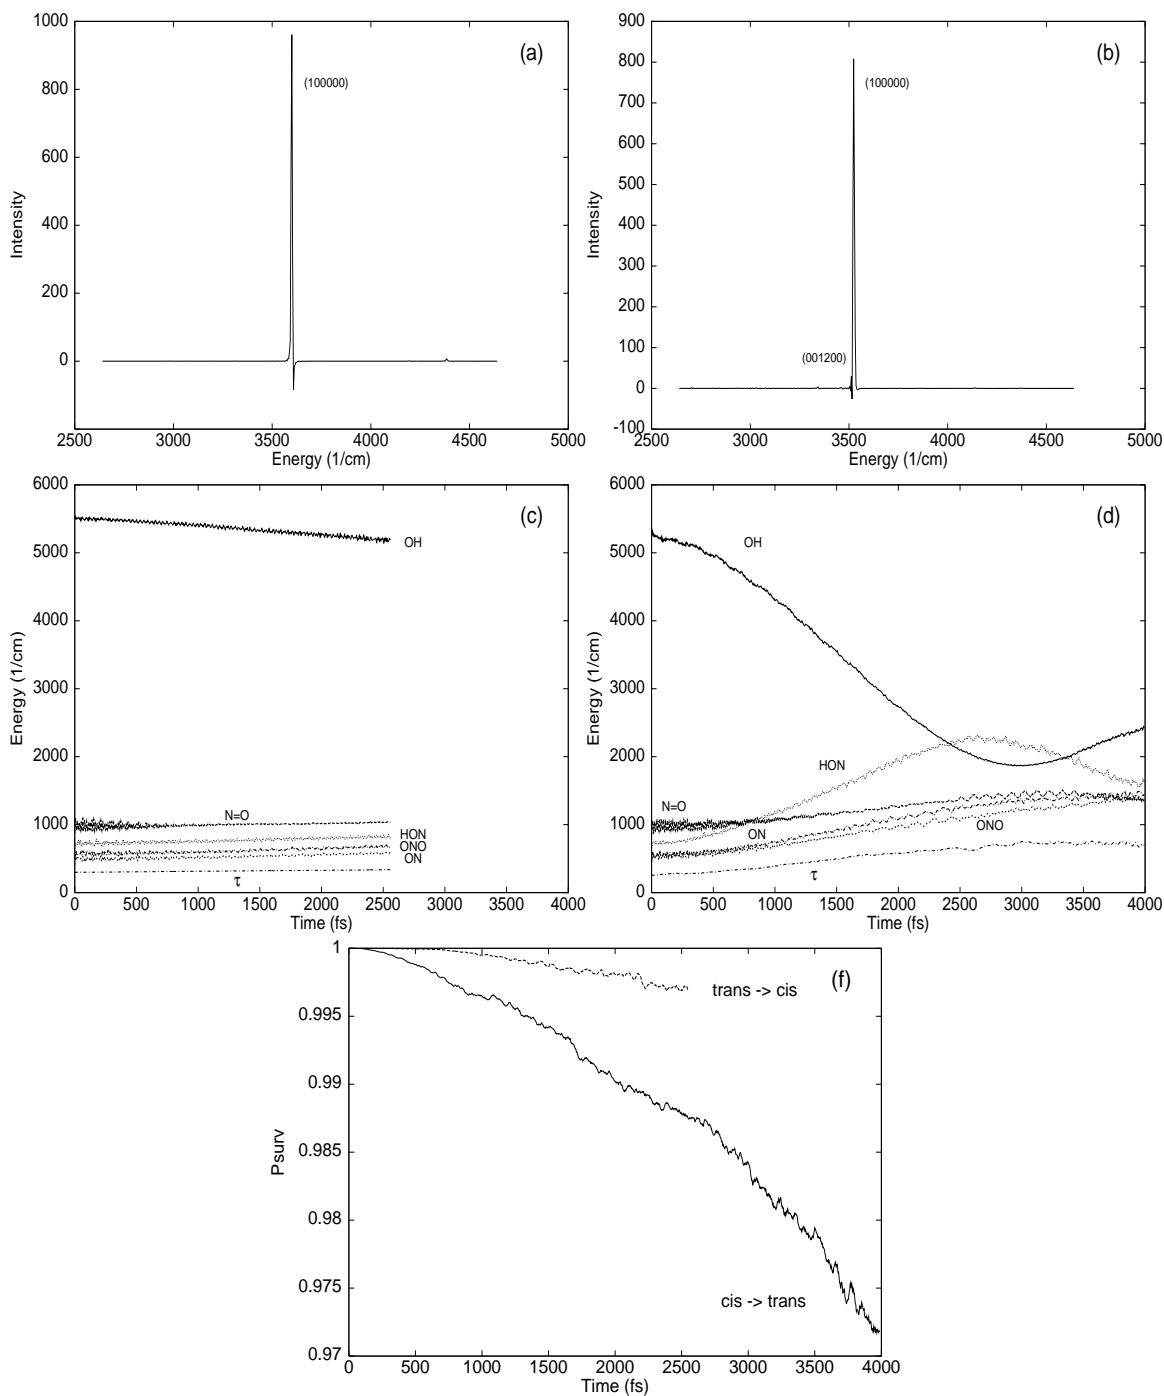 1000
(a)
800
(100000)
600
Intensity
400
200
0
2500 3000 3500 4000 4500 5000
Energy (1/cm)
900
(b)
800
(100000)
700
600
500
Intensity
400
300
200
100
(001200)
0
-100
2500 3000 3500 4000 4500 5000
Energy (1/cm)
6000
(c)
OH
5000
4000
Energy (1/cm)
3000
2000
N=O
1000
HON
ONO
ON
τ
0
0 500 1000 1500 2000 2500 3000 3500 4000
Time (fs)
6000
(d)
OH
5000
4000
Energy (1/cm)
3000
2000
HON
N=O
1000
ON
ONO
τ
0
0 500 1000 1500 2000 2500 3000 3500 4000
Time (fs)
1
(f)
trans -> cis
0.995
0.99
Psurv
0.985
0.98
0.975
cis -> trans
0.97
0 500 1000 1500 2000 2500 3000 3500 4000
Time (fs)